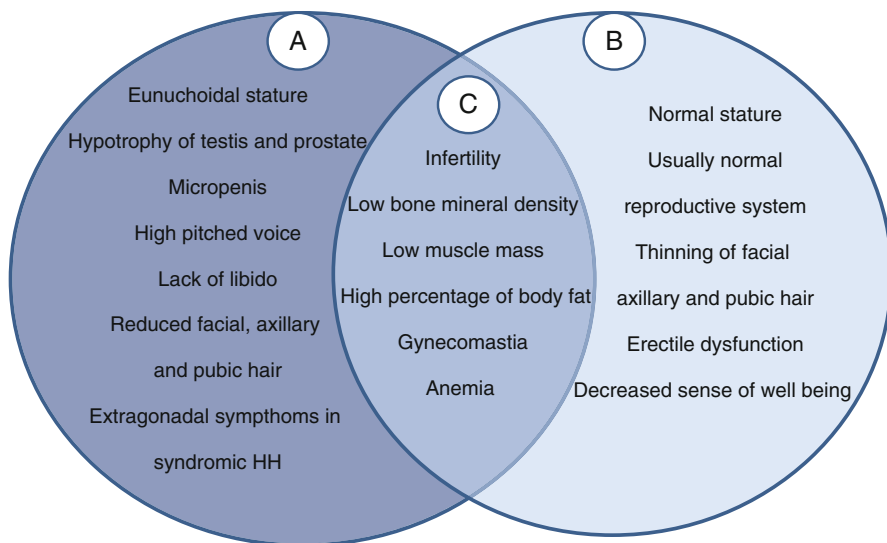 A
Eunuchoidal stature
Hypotrophy of testis and prostate
Micropenis
High pitched voice
Lack of libido
Reduced facial, axillary
and pubic hair
Extragonadal sympthoms in
syndromic HH
C
Infertility
Low bone mineral density
Low muscle mass
High percentage of body fat
Gynecomastia
Anemia
B
Normal stature
Usually normal
reproductive system
Thinning of facial
axillary and pubic hair
Erectile dysfunction
Decreased sense of well being